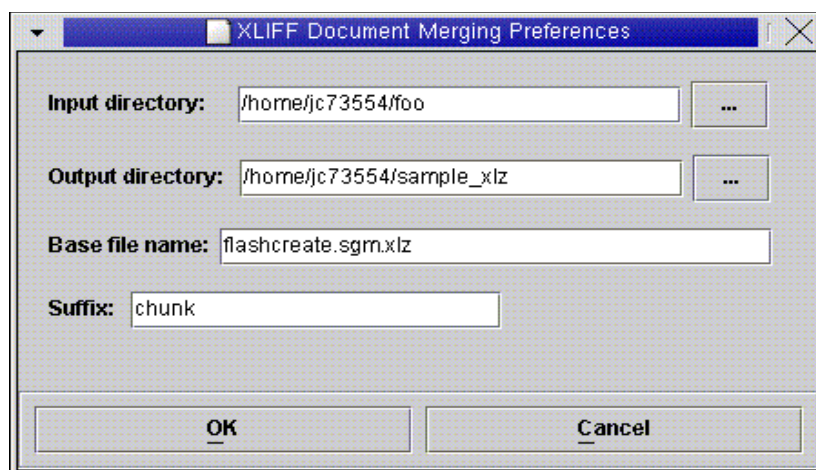 XLIFF Document Merging Preferences
Input directory: /home/jc73554/foo ...
Output directory: /home/jc73554/sample_xlz ...
Base file name: flashcreate.sgm.xlz
Suffix: chunk
OK Cancel